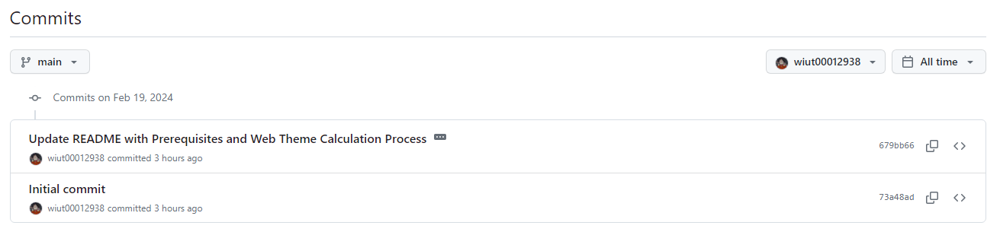 Commits
main
wiut00012938
All time
Commits on Feb 19, 2024
Update README with Prerequisites and Web Theme Calculation Process
wiut00012938 committed 3 hours ago
679bb66
Initial commit
wiut00012938 committed 3 hours ago
73a48ad